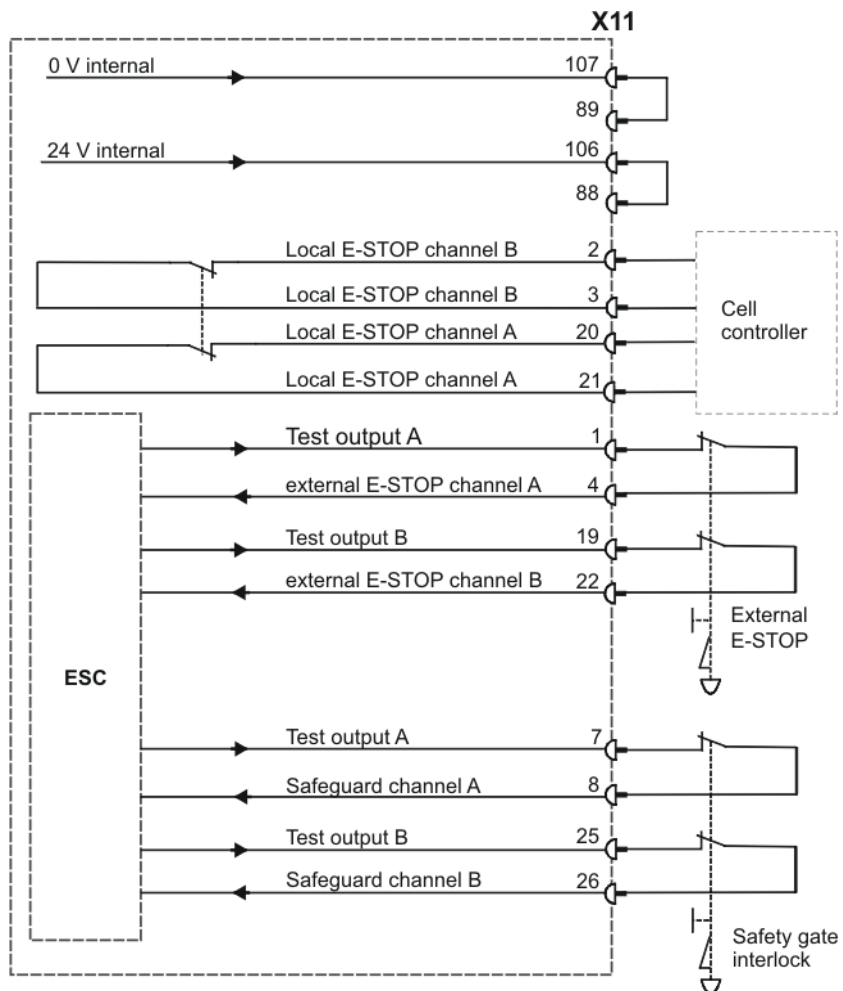 X11
0 V internal 107
89
24 V internal 106
88
Local E-STOP channel B 2
Local E-STOP channel B 3
Local E-STOP channel A 20
Local E-STOP channel A 21
Cell
controller
Test output A 1
external E-STOP channel A 4
Test output B 19
external E-STOP channel B 22
External
E-STOP
ESC
Test output A 7
Safeguard channel A 8
Test output B 25
Safeguard channel B 26
Safety gate
interlock